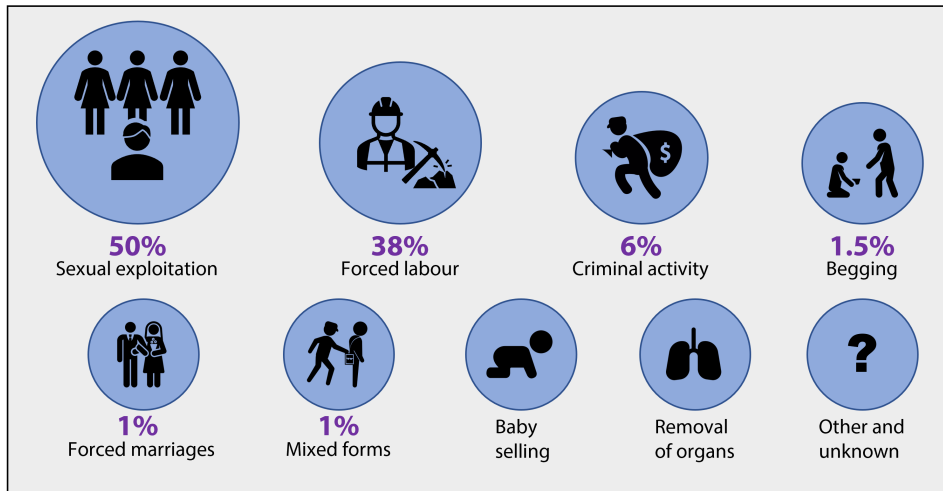 $
50%
Sexual exploitation
38%
Forced labour
6%
Criminal activity
1.5%
Begging
1%
Forced marriages
1%
Mixed forms
Baby
selling
Removal
of organs
?
Other and
unknown